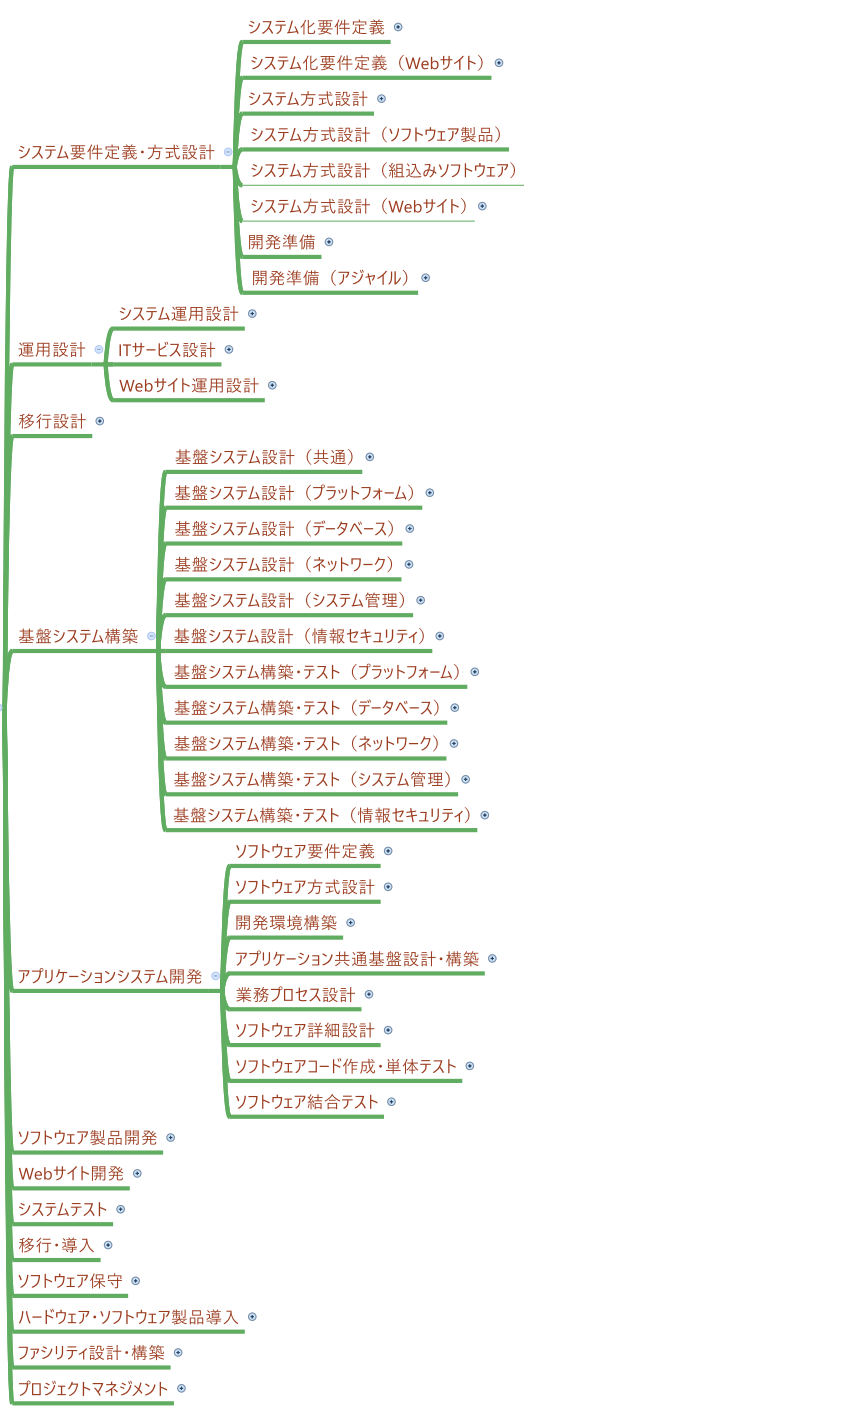 システム化要件定義
システム化要件定義（Webサイト）
システム方式設計
システム方式設計（ソフトウェア製品）
システム要件定義・方式設計
システム方式設計（組込みソフトウェア）
システム方式設計（Webサイト）
開発準備
開発準備（アジャイル）
システム運用設計
運用設計
ITサービス設計
Webサイト運用設計
移行設計
基盤システム設計（共通）
基盤システム設計（プラットフォーム）
基盤システム設計（データベース）
基盤システム設計（ネットワーク）
基盤システム設計（システム管理）
基盤システム構築
基盤システム設計（情報セキュリティ）
基盤システム構築・テスト（プラットフォーム）
基盤システム構築・テスト（データベース）
基盤システム構築・テスト（ネットワーク）
基盤システム構築・テスト（システム管理）
基盤システム構築・テスト（情報セキュリティ）
ソフトウェア要件定義
ソフトウェア方式設計
開発環境構築
アプリケーション共通基盤設計・構築
アプリケーションシステム開発
業務プロセス設計
ソフトウェア詳細設計
ソフトウェアコード作成・単体テスト
ソフトウェア結合テスト
ソフトウェア製品開発
Webサイト開発
システムテスト
移行・導入
ソフトウェア保守
ハードウェア・ソフトウェア製品導入
ファシリティ設計・構築
プロジェクトマネジメント